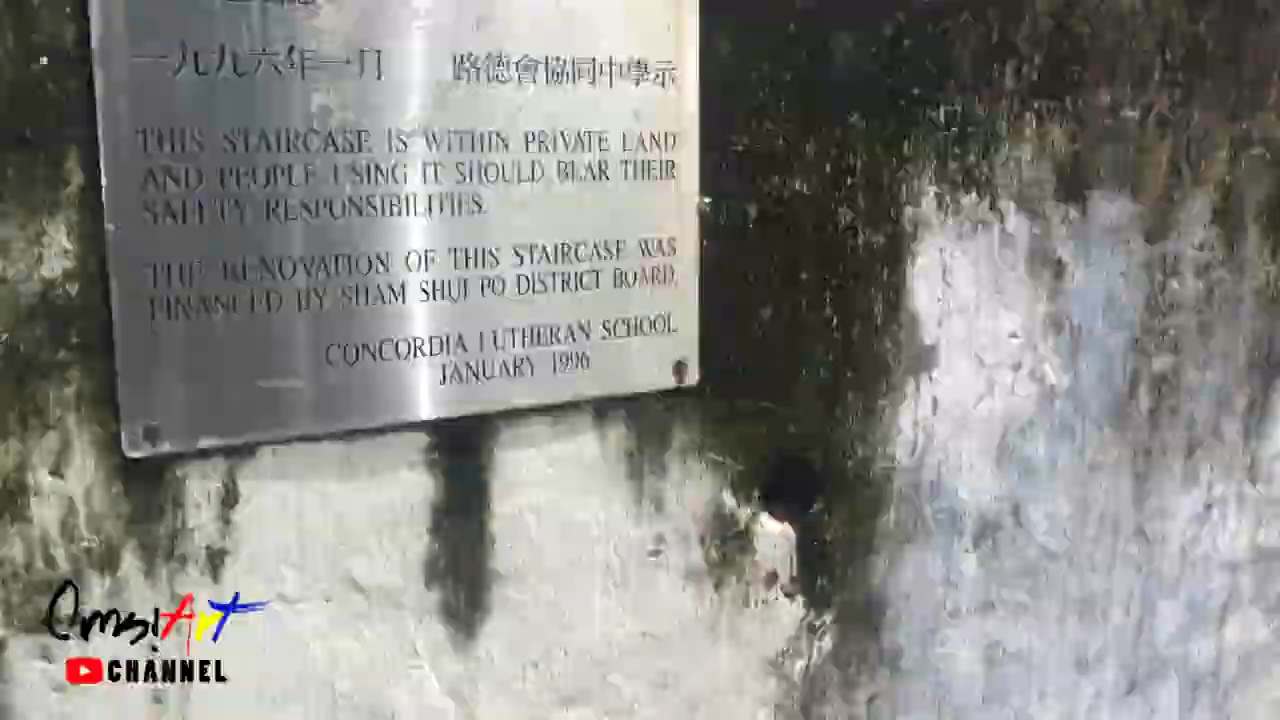 一九九六年一月 路德會協同中學示
THIS STAIRCASE IS WITHIN PRIVATE LAND
AND PEOPLE USING IT SHOULD BEAR THEIR
SAFETY RESPONSIBILITIES.
THE RENOVATION OF THIS STAIRCASE WAS
FINANCED BY SHAM SHUI PO DISTRICT BOARD.
CONCORDIA LUTHERAN SCHOOL
JANUARY 1996
OmsiArt
CHANNEL